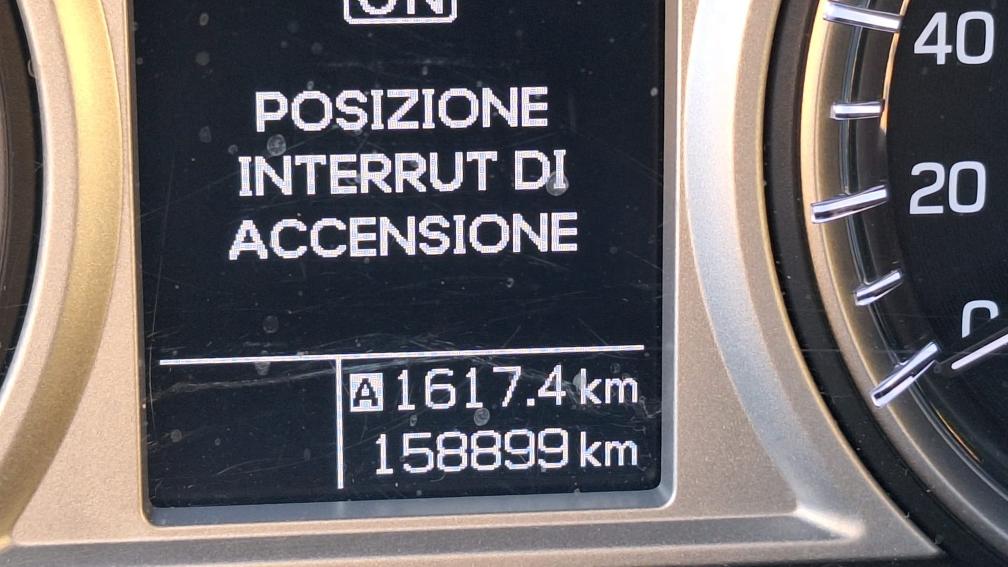 ON
POSIZIONE
INTERRUT DI
ACCENSIONE
A 1617.4 km
158899 km
40
20
0